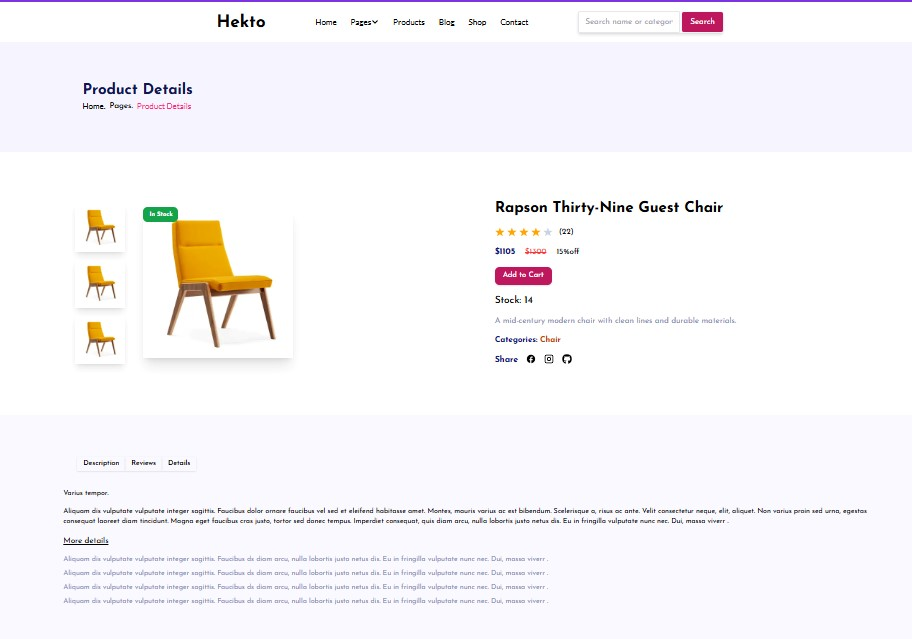 Hekto
Home Pages Products Blog Shop Contact
Search name or categor
Search
Product Details
Home. Pages. Product Details
In Stock
Rapson Thirty-Nine Guest Chair
(22)
$1105 $1300 15%off
Add to Cart
Stock: 14
A mid-century modern chair with clean lines and durable materials.
Categories: Chair
Share
Description Reviews Details
Varius tempor.
Aliquam dis vulputate vulputate integer sagittis. Faucibus dolor ornare faucibus vel sed et eleifend habitasse amet. Montes, mauris varius ac est bibendum. Scelerisque a, risus ac ante. Velit consectetur neque, elit, aliquet. Non varius proin sed urna, egestas
consequat laoreet diam tincidunt. Magna eget faucibus cras justo, tortor sed donec tempus. Imperdiet consequat, quis diam arcu, nulla lobortis justo netus dis. Eu in fringilla vulputate nunc nec. Dui, massa viverr .
More details
Aliquam dis vulputate vulputate integer sagittis. Faucibus ds diam arcu, nulla lobortis justo netus dis. Eu in fringilla vulputate nunc nec. Dui, massa viverr .
Aliquam dis vulputate vulputate integer sagittis. Faucibus ds diam arcu, nulla lobortis justo netus dis. Eu in fringilla vulputate nunc nec. Dui, massa viverr .
Aliquam dis vulputate vulputate integer sagittis. Faucibus ds diam arcu, nulla lobortis justo netus dis. Eu in fringilla vulputate nunc nec. Dui, massa viverr .
Aliquam dis vulputate vulputate integer sagittis. Faucibus ds diam arcu, nulla lobortis justo netus dis. Eu in fringilla vulputate nunc nec. Dui, massa viverr .